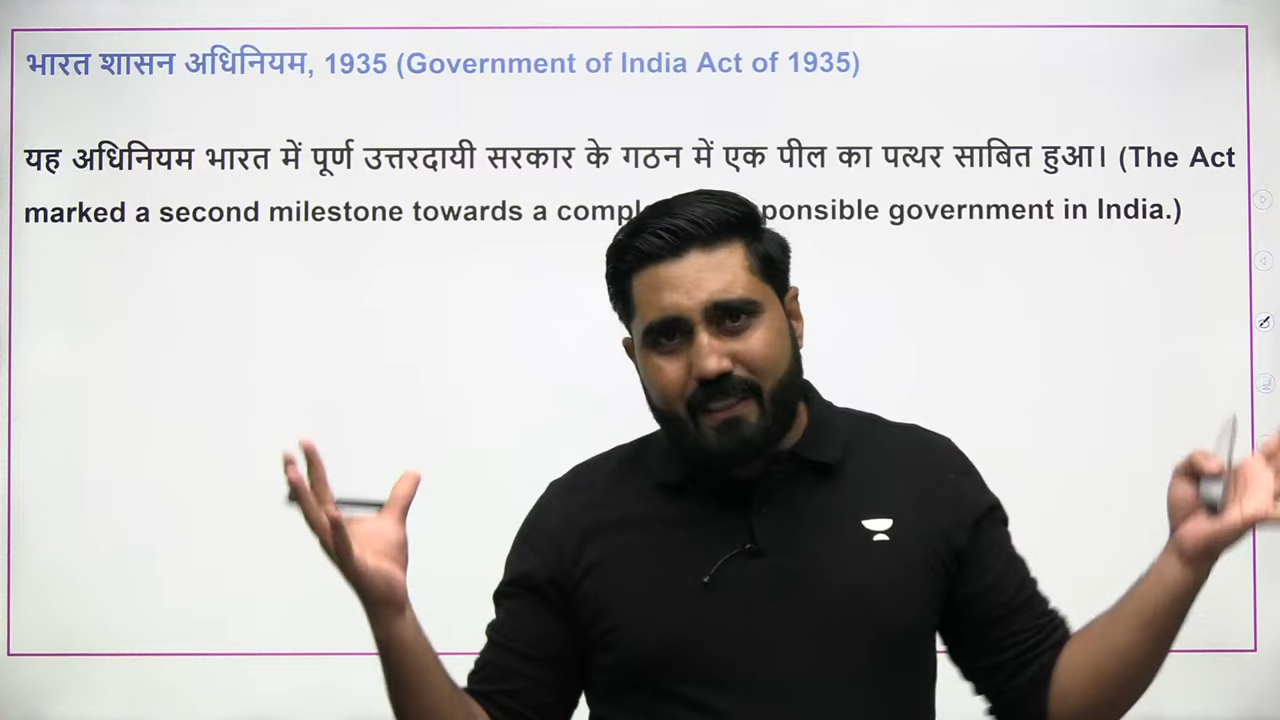 भारत शासन अधिनियम, 1935 (Government of India Act of 1935)
यह अधिनियम भारत में पूर्ण उत्तरदायी सरकार के गठन में एक पील का पत्थर साबित हुआ। (The Act
marked a second milestone towards a government in India.)